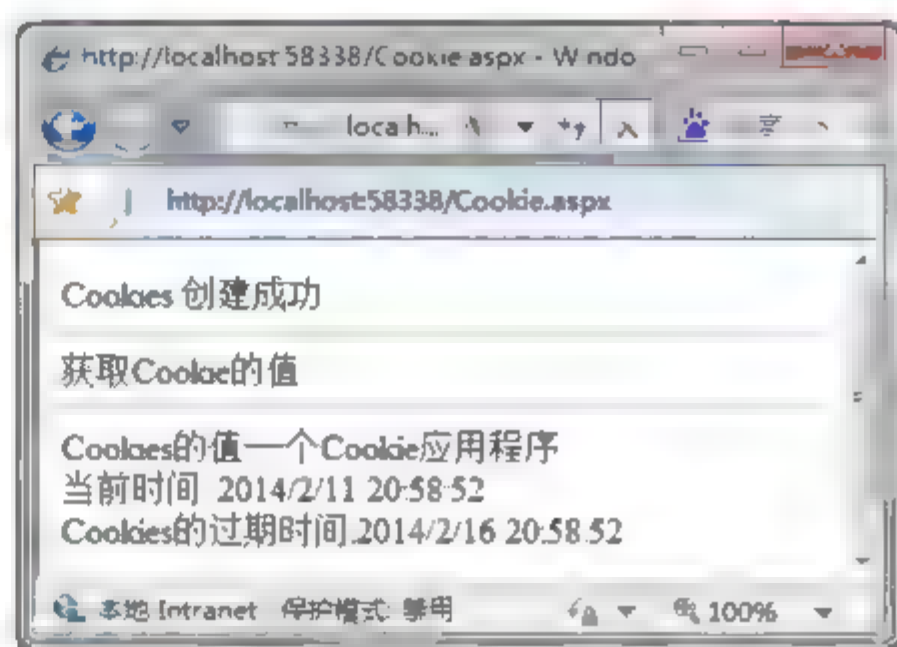 http://localhost:58338/Cookie.aspx - Windo
localh...
http://localhost:58338/Cookie.aspx
Cookies 创建成功
获取Cookie的值
Cookies的值一个Cookie应用程序
当前时间 2014/2/11 20:58:52
Cookies的过期时间 2014/2/16 20:58:52
本地 Intranet 保护模式: 禁用
100%